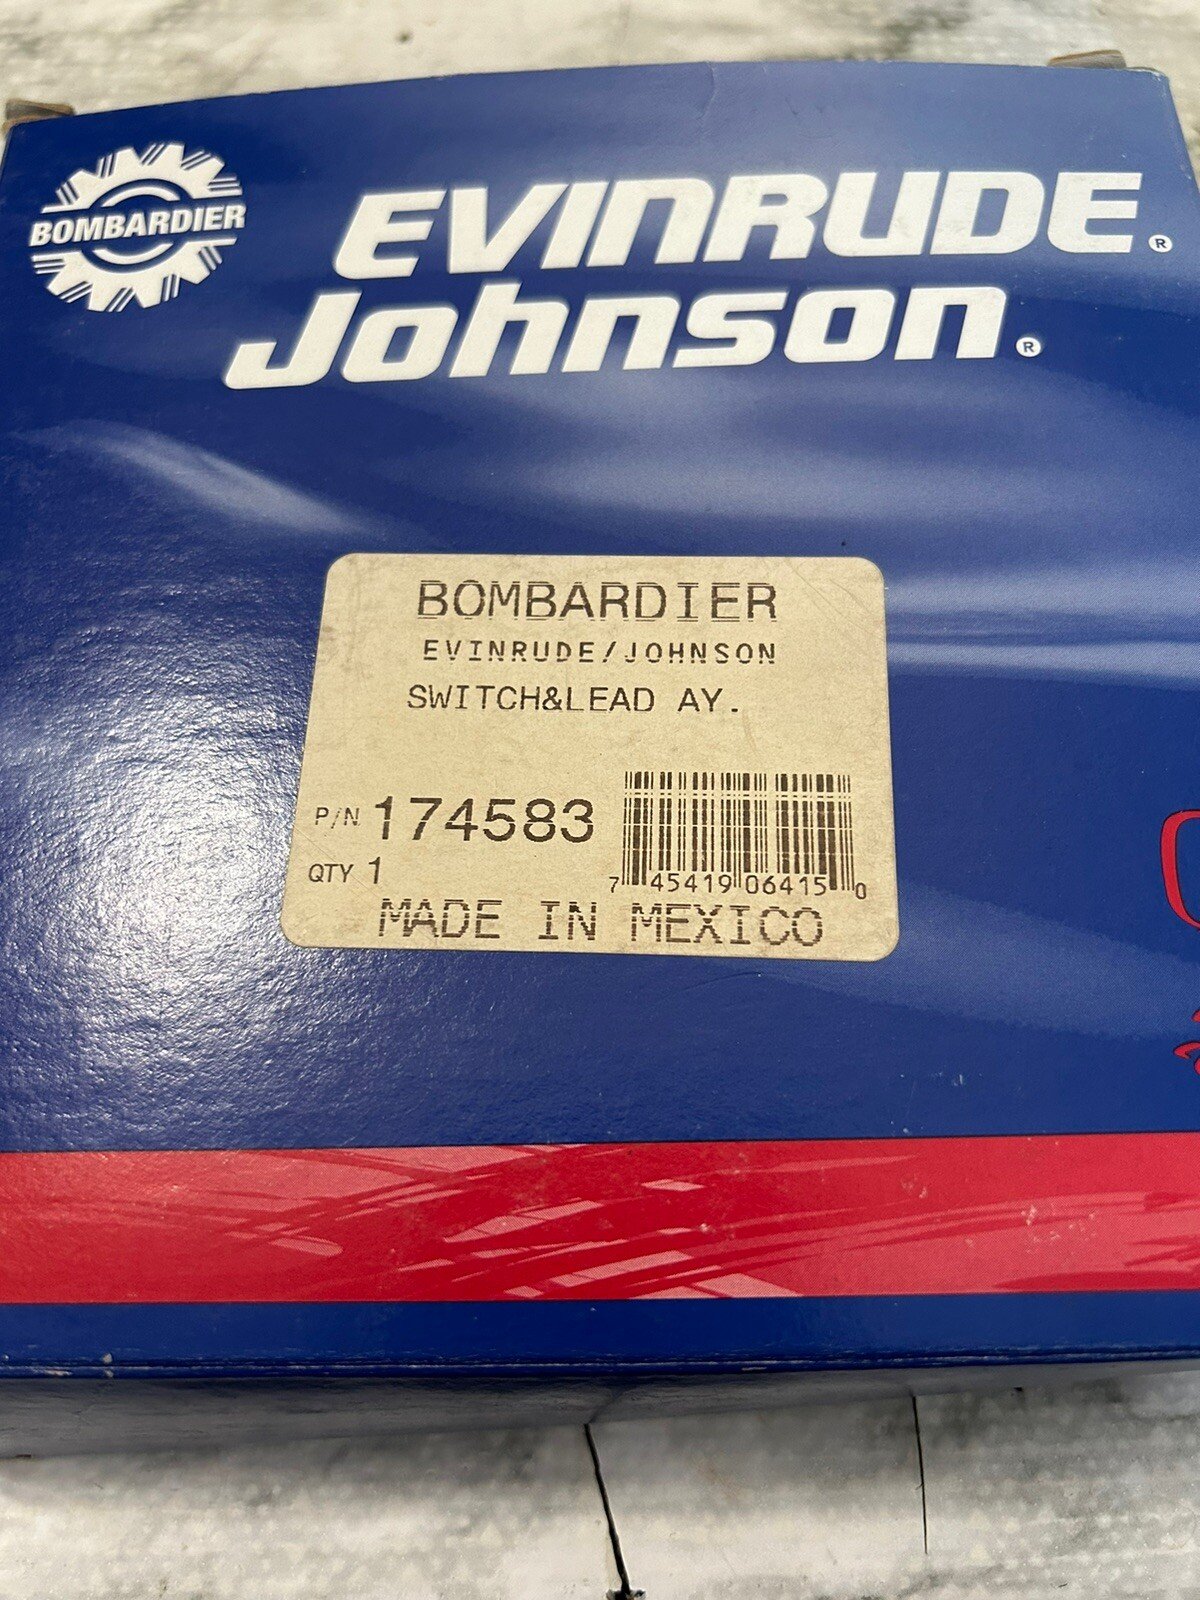 BOMBARDIER
EVINRUDE®
Johnson®
BOMBARDIER
EVINRUDE/JOHNSON
SWITCH&LEAD AY.
P/N 174583
QTY 1
7 45419 06415 0
MADE IN MEXICO